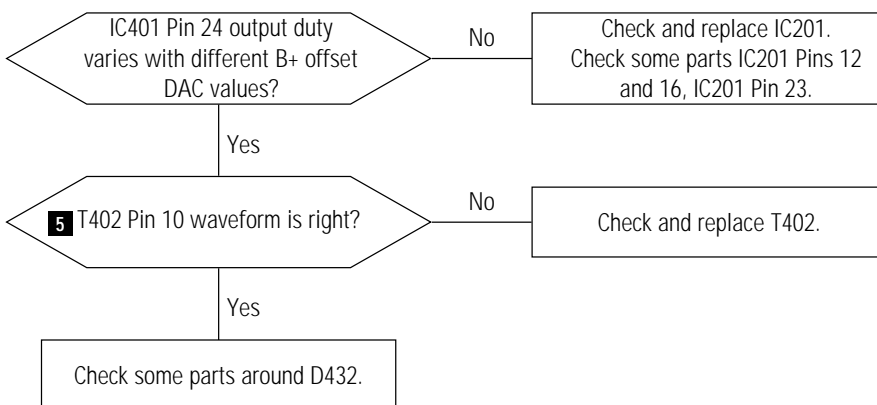 IC401 Pin 24 output duty
varies with different B+ offset
DAC values?
No
Check and replace IC201.
Check some parts IC201 Pins 12
and 16, IC201 Pin 23.
Yes
5 T402 Pin 10 waveform is right?
No
Check and replace T402.
Yes
Check some parts around D432.